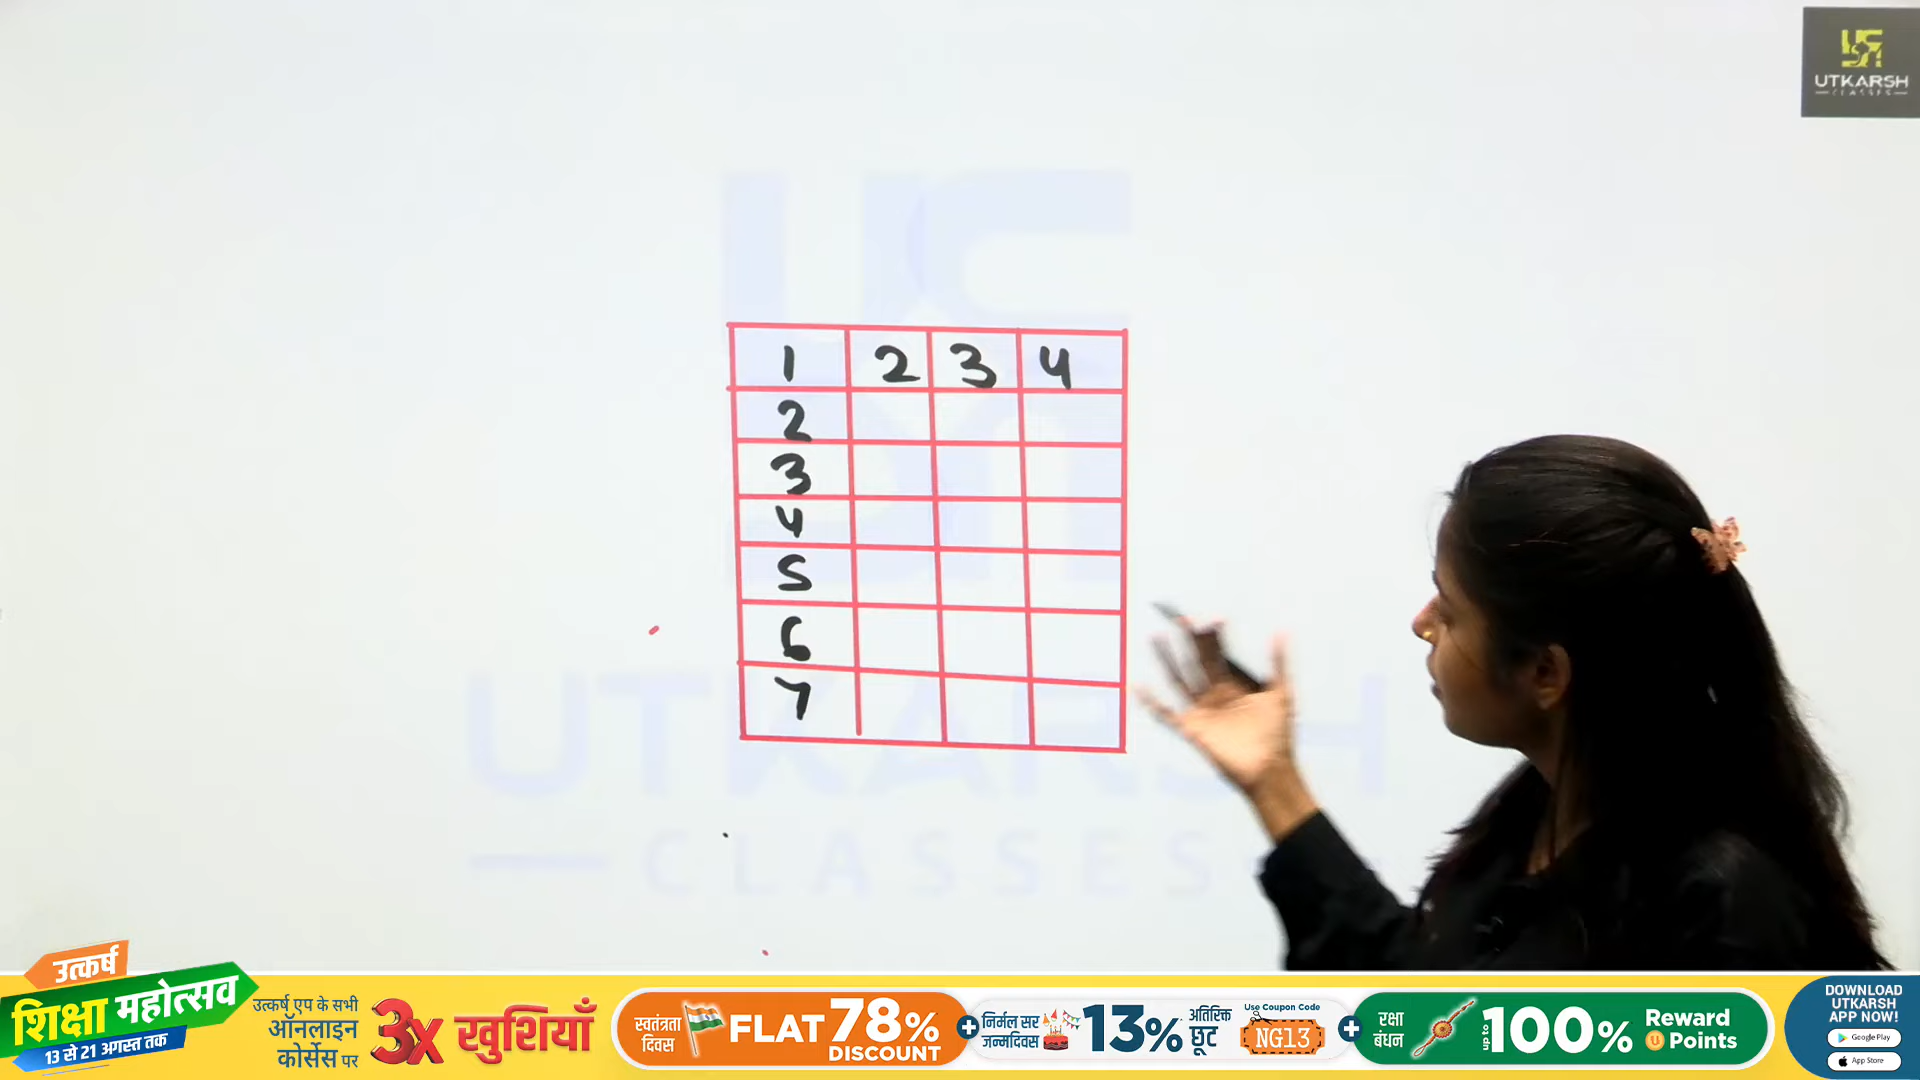 UTKARSH
CLASSES
1 2 3 4
2
3
4
5
6
7
UTKARSH
CLASSES
उत्कर्ष
शिक्षा महोत्सव
13 से 21 अगस्त तक
उत्कर्ष एप के सभी
ऑनलाइन
कोर्सेस पर
3x खुशियाँ
स्वतंत्रता
दिवस
FLAT 78%
DISCOUNT
+
निर्मल सर
जन्मदिवस
13%
अतिरिक्त
छूट
Use Coupon Code
NG13
+
रक्षा
बंधन
up to
100%
Reward
Points
DOWNLOAD
UTKARSH
APP NOW!
Google Play
App Store